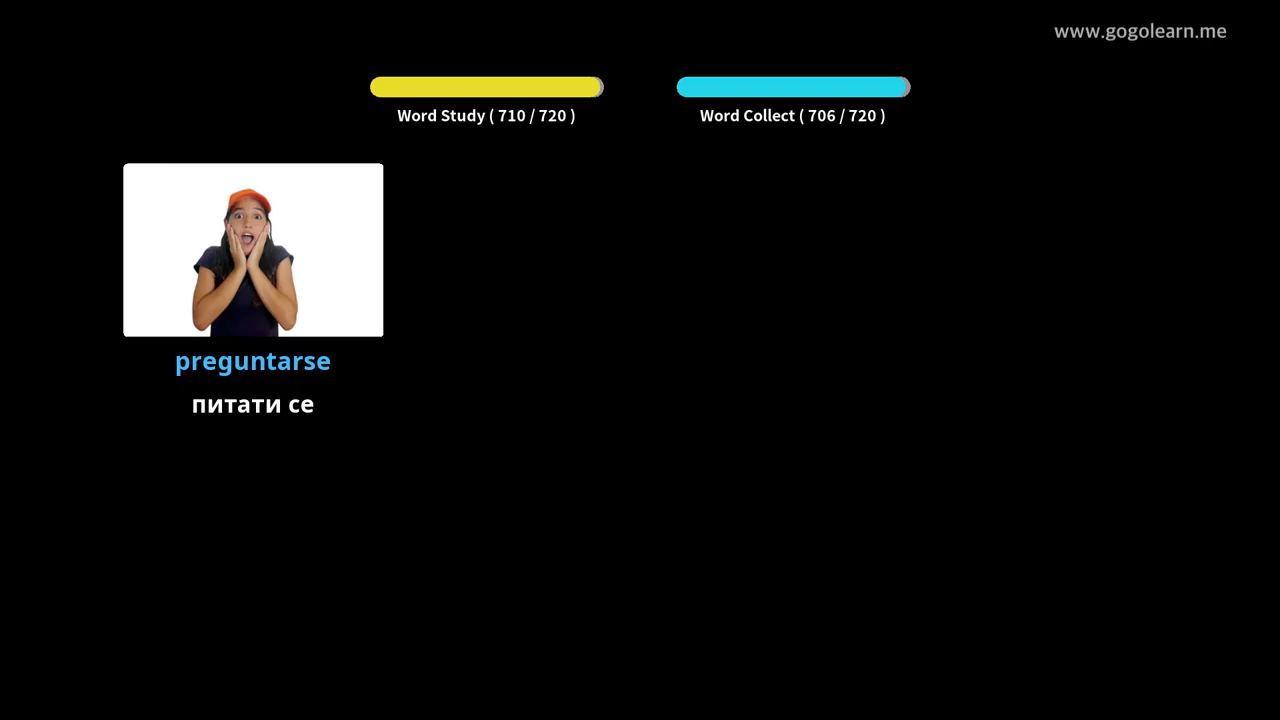 www.gogolearn.me
Word Study ( 710 / 720 )
Word Collect ( 706 / 720 )
preguntarse
питати се